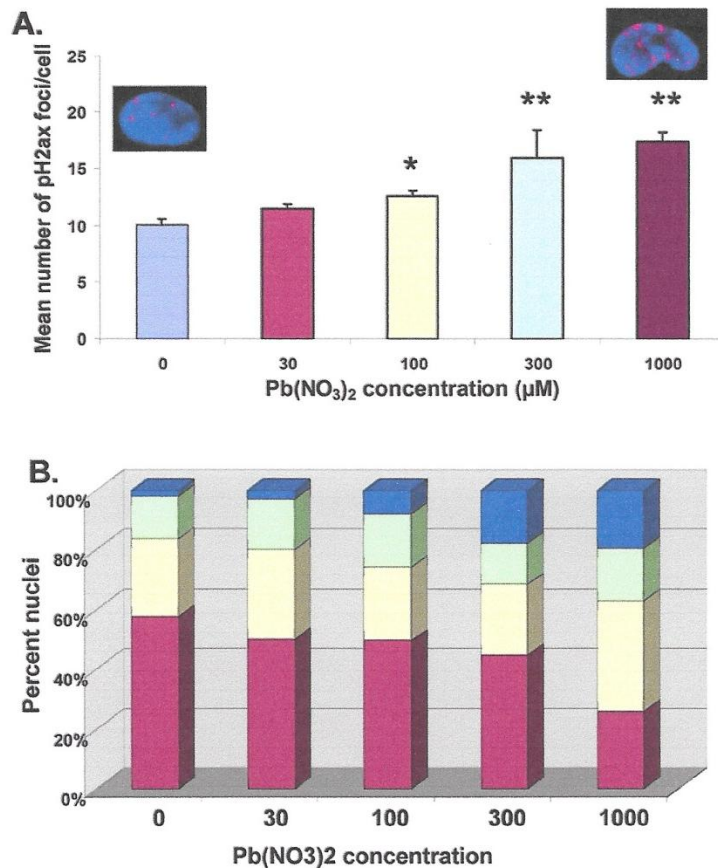 A.
Mean number of pH2ax foci/cell
25
20
15
10
5
0
*
**
**
0 30 100 300 1000
Pb(NO₃)₂ concentration (µM)
B.
Percent nuclei
100%
80%
60%
40%
20%
0%
0 30 100 300 1000
Pb(NO3)2 concentration